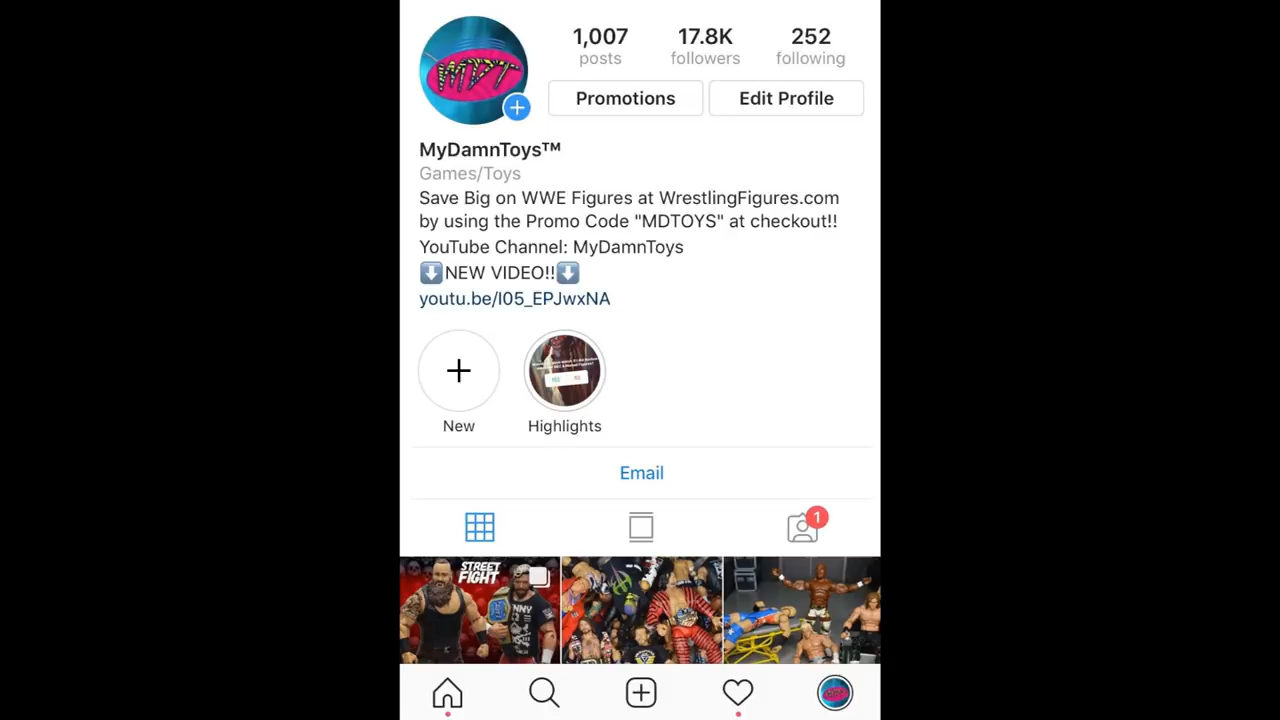 1,007 17.8K 252
posts followers following
MDT
Promotions Edit Profile
MyDamnToys™
Games/Toys
Save Big on WWE Figures at WrestlingFigures.com
by using the Promo Code "MDTOYS" at checkout!!
YouTube Channel: MyDamnToys
⬇️NEW VIDEO!!⬇️
youtu.be/I05_EPJwxNA
New Highlights
Email
1
STREET
FIGHT